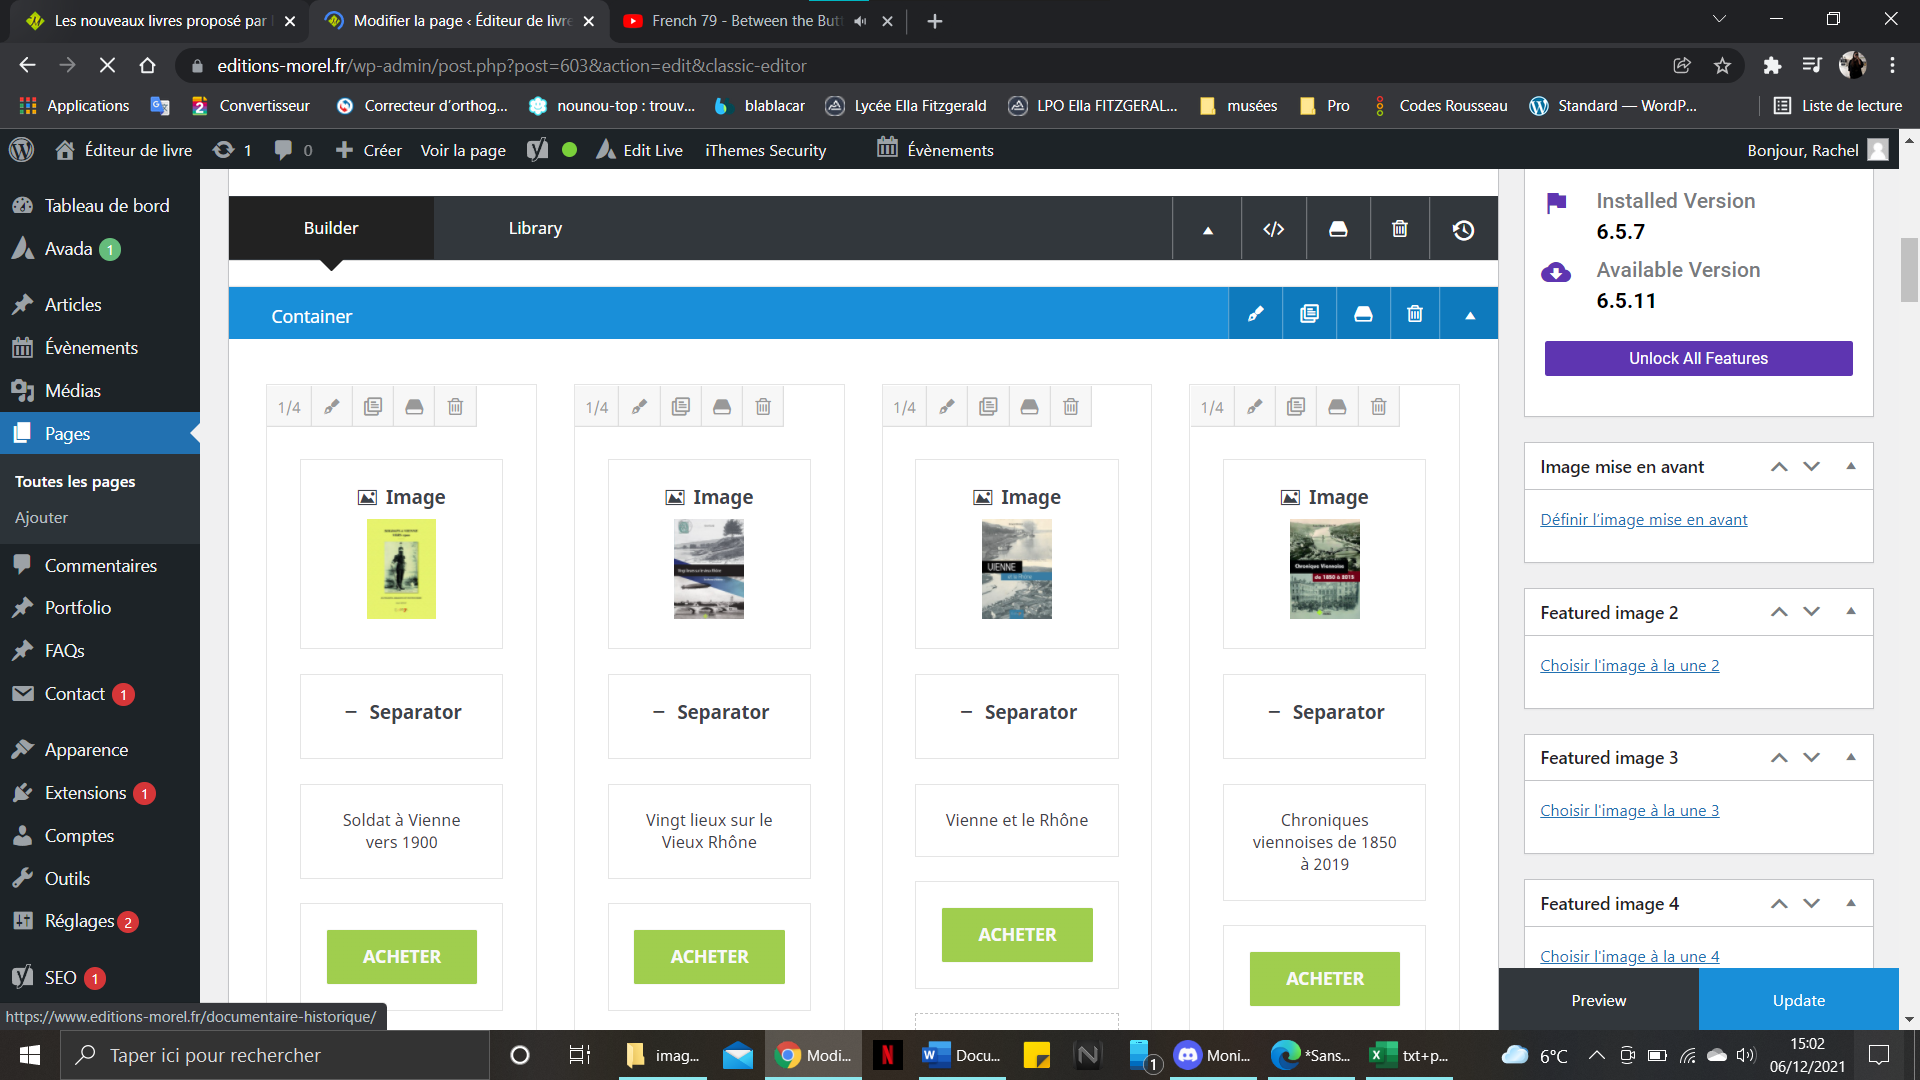 Les nouveaux livres proposé par l
Modifier la page ‹ Éditeur de livre
French 79 - Between the Butt
editions-morel.fr/wp-admin/post.php?post=603&action=edit&classic-editor
Applications
Convertisseur
Correcteur d'orthog...
nounou-top : trouv...
blablacar
Lycée Ella Fitzgerald
LPO Ella FITZGERAL...
musées
Pro
Codes Rousseau
Standard — WordP...
Liste de lecture
Éditeur de livre
1
0
Créer
Voir la page
Edit Live
iThemes Security
Évènements
Bonjour, Rachel
Tableau de bord
Avada 1
Articles
Évènements
Médias
Pages
Toutes les pages
Ajouter
Commentaires
Portfolio
FAQs
Contact 1
Apparence
Extensions 1
Comptes
Outils
Réglages 2
SEO 1
https://www.editions-morel.fr/documentaire-historique/
Builder
Library
Container
1/4
1/4
1/4
1/4
Image
Image
Image
Image
VIENNE
et le Rhône
Chronique Viennoise
de 1850 à 2015
Separator
Separator
Separator
Separator
Soldat à Vienne
vers 1900
Vingt lieux sur le
Vieux Rhône
Vienne et le Rhône
Chroniques
viennoises de 1850
à 2019
ACHETER
ACHETER
ACHETER
ACHETER
Installed Version
6.5.7
Available Version
6.5.11
Unlock All Features
Image mise en avant
Définir l'image mise en avant
Featured image 2
Choisir l'image à la une 2
Featured image 3
Choisir l'image à la une 3
Featured image 4
Choisir l'image à la une 4
Preview
Update
Taper ici pour rechercher
imag...
Modi...
Docu...
1
Moni...
*Sans...
txt+p...
6°C
15:02
06/12/2021